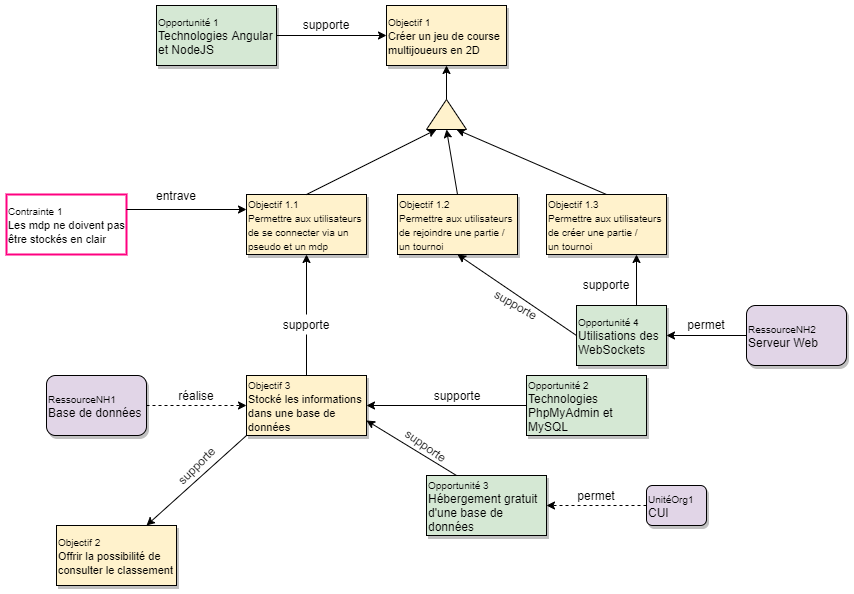 Opportunité 1
Technologies Angular
et NodeJS
supporte
Objectif 1
Créer un jeu de course
multijoueurs en 2D
Contrainte 1
Les mdp ne doivent pas
être stockés en clair
entrave
Objectif 1.1
Permettre aux utilisateurs
de se connecter via un
pseudo et un mdp
Objectif 1.2
Permettre aux utilisateurs
de rejoindre une partie /
un tournoi
Objectif 1.3
Permettre aux utilisateurs
de créer une partie /
un tournoi
supporte
supporte
supporte
Opportunité 4
Utilisations des
WebSockets
permet
RessourceNH2
Serveur Web
RessourceNH1
Base de données
réalise
Objectif 3
Stocké les informations
dans une base de
données
supporte
Opportunité 2
Technologies
PhpMyAdmin et
MySQL
supporte
supporte
Opportunité 3
Hébergement gratuit
d'une base de
données
permet
UnitéOrg1
CUI
Objectif 2
Offrir la possibilité de
consulter le classement